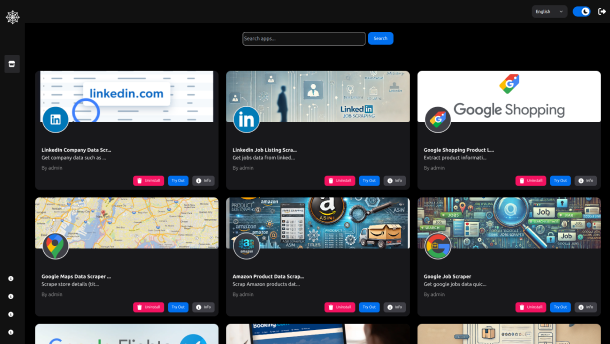 English
Search apps...
Search
linkedin.com
LinkedIn
JOB SCRAPING
Google Shopping
LinkedIn Company Data Scr...
Get company data such as ...
By admin
Uninstall
Try Out
Info
LinkedIn Job Listing Scra...
Get jobs data from linked...
By admin
Uninstall
Try Out
Info
Google Shopping Product L...
Extract product informati...
By admin
Uninstall
Try Out
Info
amazon
ASIN
Job
Job
Google Maps Data Scraper ...
Scrape store details (tit...
By admin
Uninstall
Try Out
Info
Amazon Product Data Scrap...
Scrap Amazon products dat...
By admin
Uninstall
Try Out
Info
Google Job Scraper
Get google jobs data quic...
By admin
Uninstall
Try Out
Info
Booking